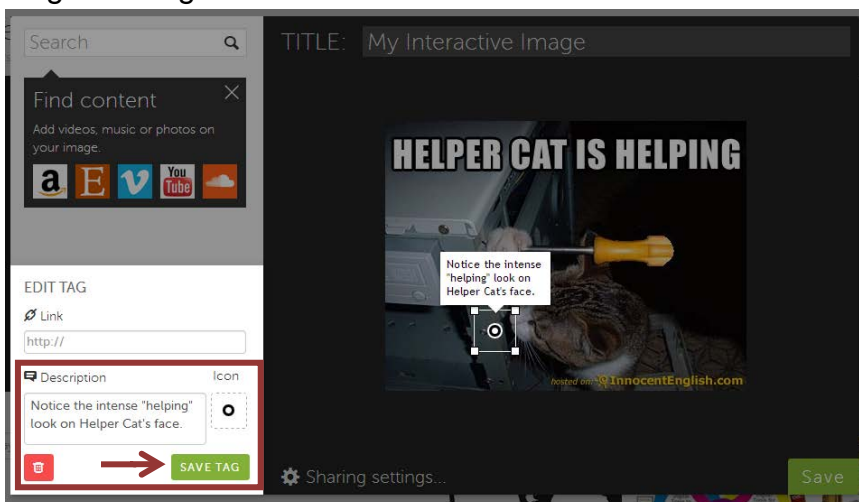 Search
TITLE: My Interactive Image
Find content
Add videos, music or photos on
your image.
a E V You Tube
HELPER CAT IS HELPING
Notice the intense
"helping" look on
Helper Cat's face.
hosted on: InnocentEnglish.com
EDIT TAG
Link
http://
Description Icon
Notice the intense "helping"
look on Helper Cat's face.
SAVE TAG
Sharing settings...
Save